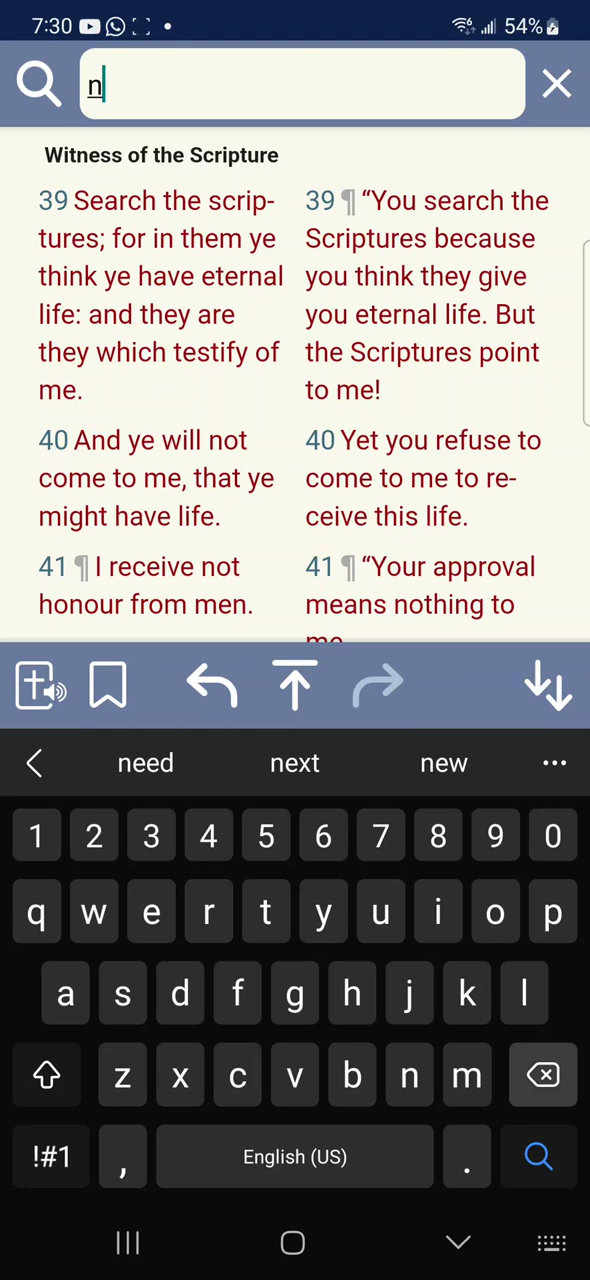 7:30 54%
n
Witness of the Scripture
39 Search the scrip-
tures; for in them ye
think ye have eternal
life: and they are
they which testify of
me.
40 And ye will not
come to me, that ye
might have life.
41 ¶ I receive not
honour from men.
39 ¶ “You search the
Scriptures because
you think they give
you eternal life. But
the Scriptures point
to me!
40 Yet you refuse to
come to me to re-
ceive this life.
41 ¶ “Your approval
means nothing to
me
need next new
1 2 3 4 5 6 7 8 9 0
q w e r t y u i o p
a s d f g h j k l
z x c v b n m
!#1 , English (US) .